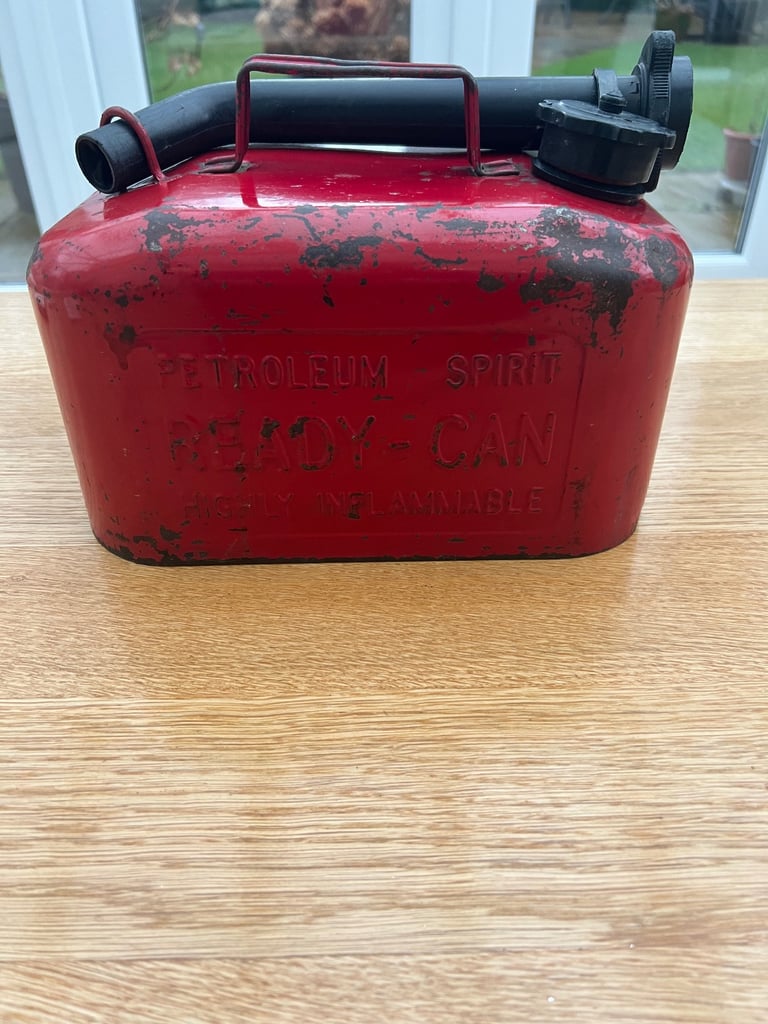 PETROLEUM SPIRIT
READY-CAN
HIGHLY INFLAMMABLE